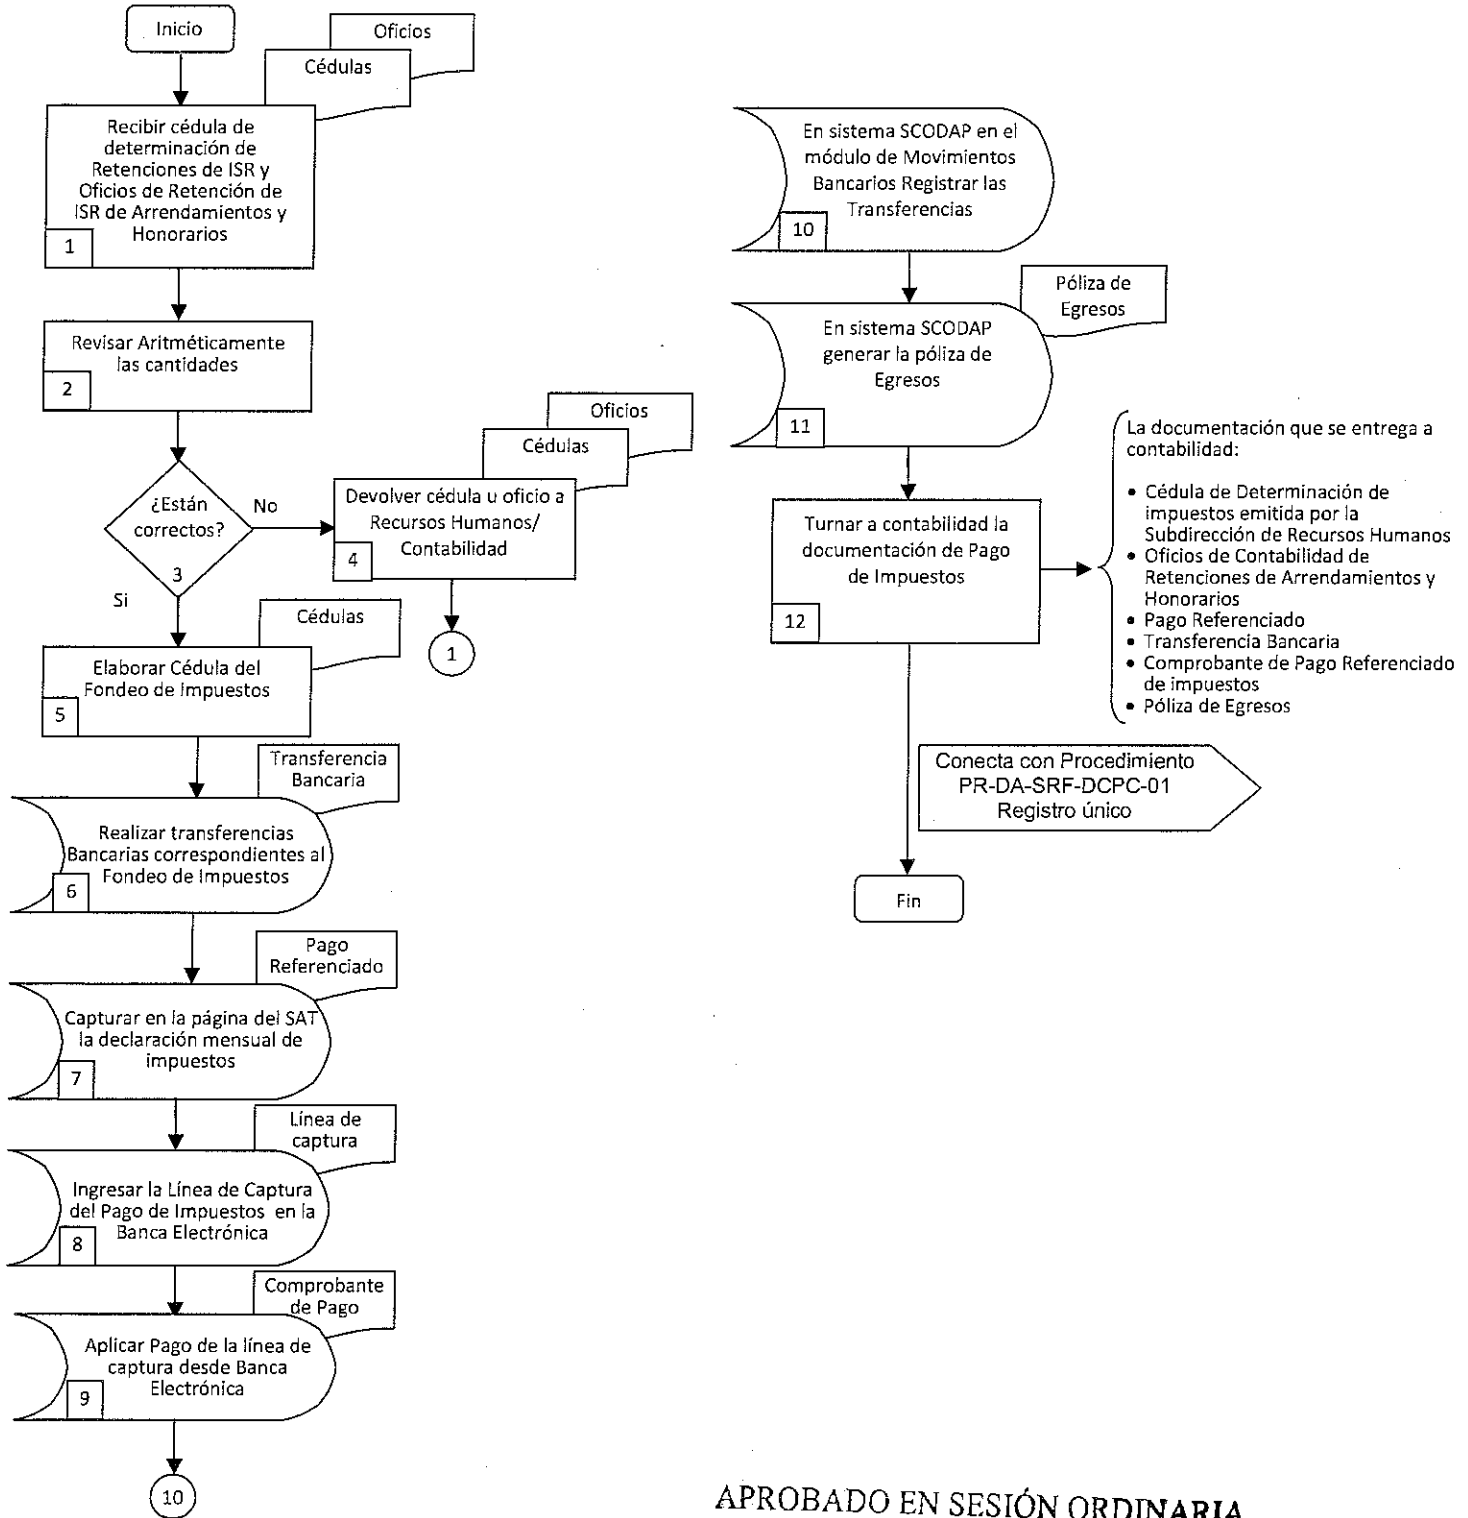 Inicio
Oficios
Cédulas
Recibir cédula de
determinación de
Retenciones de ISR y
Oficios de Retención de
ISR de Arrendamientos y
Honorarios
1
Revisar Aritméticamente
las cantidades
2
¿Están
correctos?
3
No
Si
Oficios
Cédulas
Devolver cédula u oficio a
Recursos Humanos/
Contabilidad
4
1
Cédulas
Elaborar Cédula del
Fondeo de Impuestos
5
Transferencia
Bancaria
Realizar transferencias
Bancarias correspondientes al
Fondeo de Impuestos
6
Pago
Referenciado
Capturar en la página del SAT
la declaración mensual de
impuestos
7
Línea de
captura
Ingresar la Línea de Captura
del Pago de Impuestos en la
Banca Electrónica
8
Comprobante
de Pago
Aplicar Pago de la línea de
captura desde Banca
Electrónica
9
10
En sistema SCODAP en el
módulo de Movimientos
Bancarios Registrar las
Transferencias
10
Póliza de
Egresos
En sistema SCODAP
generar la póliza de
Egresos
11
Turnar a contabilidad la
documentación de Pago
de Impuestos
12
La documentación que se entrega a
contabilidad:
• Cédula de Determinación de
impuestos emitida por la
Subdirección de Recursos Humanos
• Oficios de Contabilidad de
Retenciones de Arrendamientos y
Honorarios
• Pago Referenciado
• Transferencia Bancaria
• Comprobante de Pago Referenciado
de impuestos
• Póliza de Egresos
Conecta con Procedimiento
PR-DA-SRF-DCPC-01
Registro único
Fin
APROBADO EN SESIÓN ORDINARIA